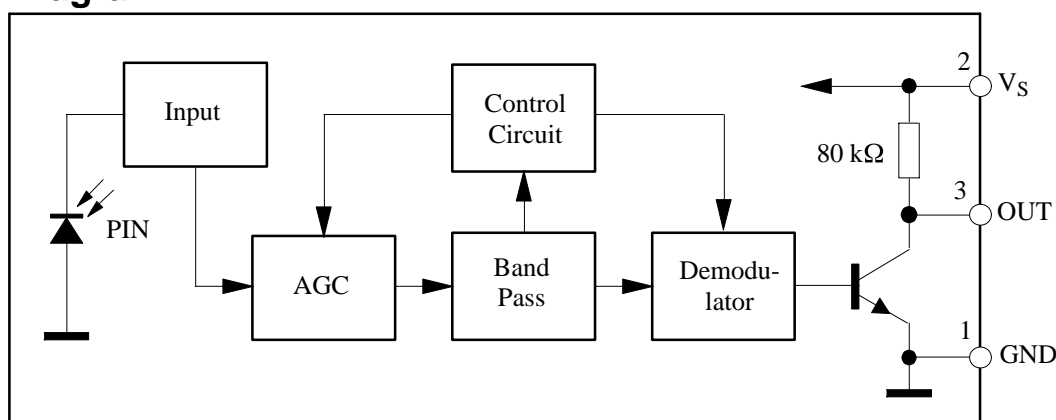 Input
Control
Circuit
2
V_S
80 kΩ
3
OUT
PIN
AGC
Band
Pass
Demodu-
lator
1
GND